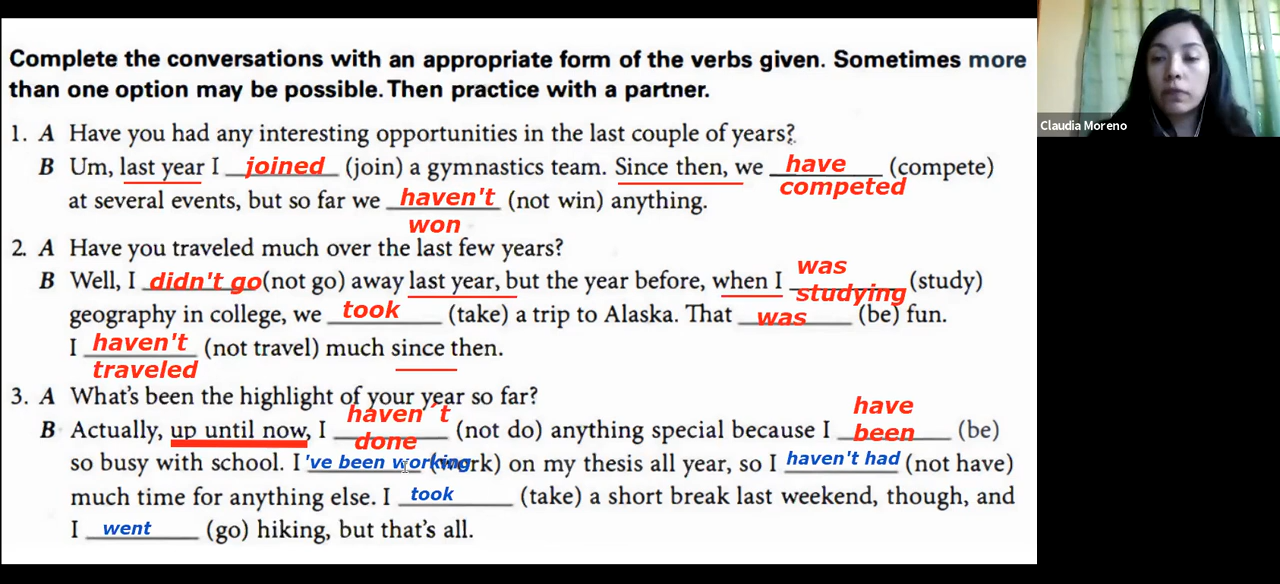 Complete the conversations with an appropriate form of the verbs given. Sometimes more
than one option may be possible. Then practice with a partner.
1. A Have you had any interesting opportunities in the last couple of years?
B Um, last year I joined (join) a gymnastics team. Since then, we have competed (compete)
at several events, but so far we haven't won (not win) anything.
2. A Have you traveled much over the last few years?
B Well, I didn't go (not go) away last year, but the year before, when I was studying (study)
geography in college, we took (take) a trip to Alaska. That was (be) fun.
I haven't traveled (not travel) much since then.
3. A What's been the highlight of your year so far?
B Actually, up until now, I haven´t done (not do) anything special because I have been (be)
so busy with school. I 've been working (work) on my thesis all year, so I haven't had (not have)
much time for anything else. I took (take) a short break last weekend, though, and
I went (go) hiking, but that's all.
Claudia Moreno